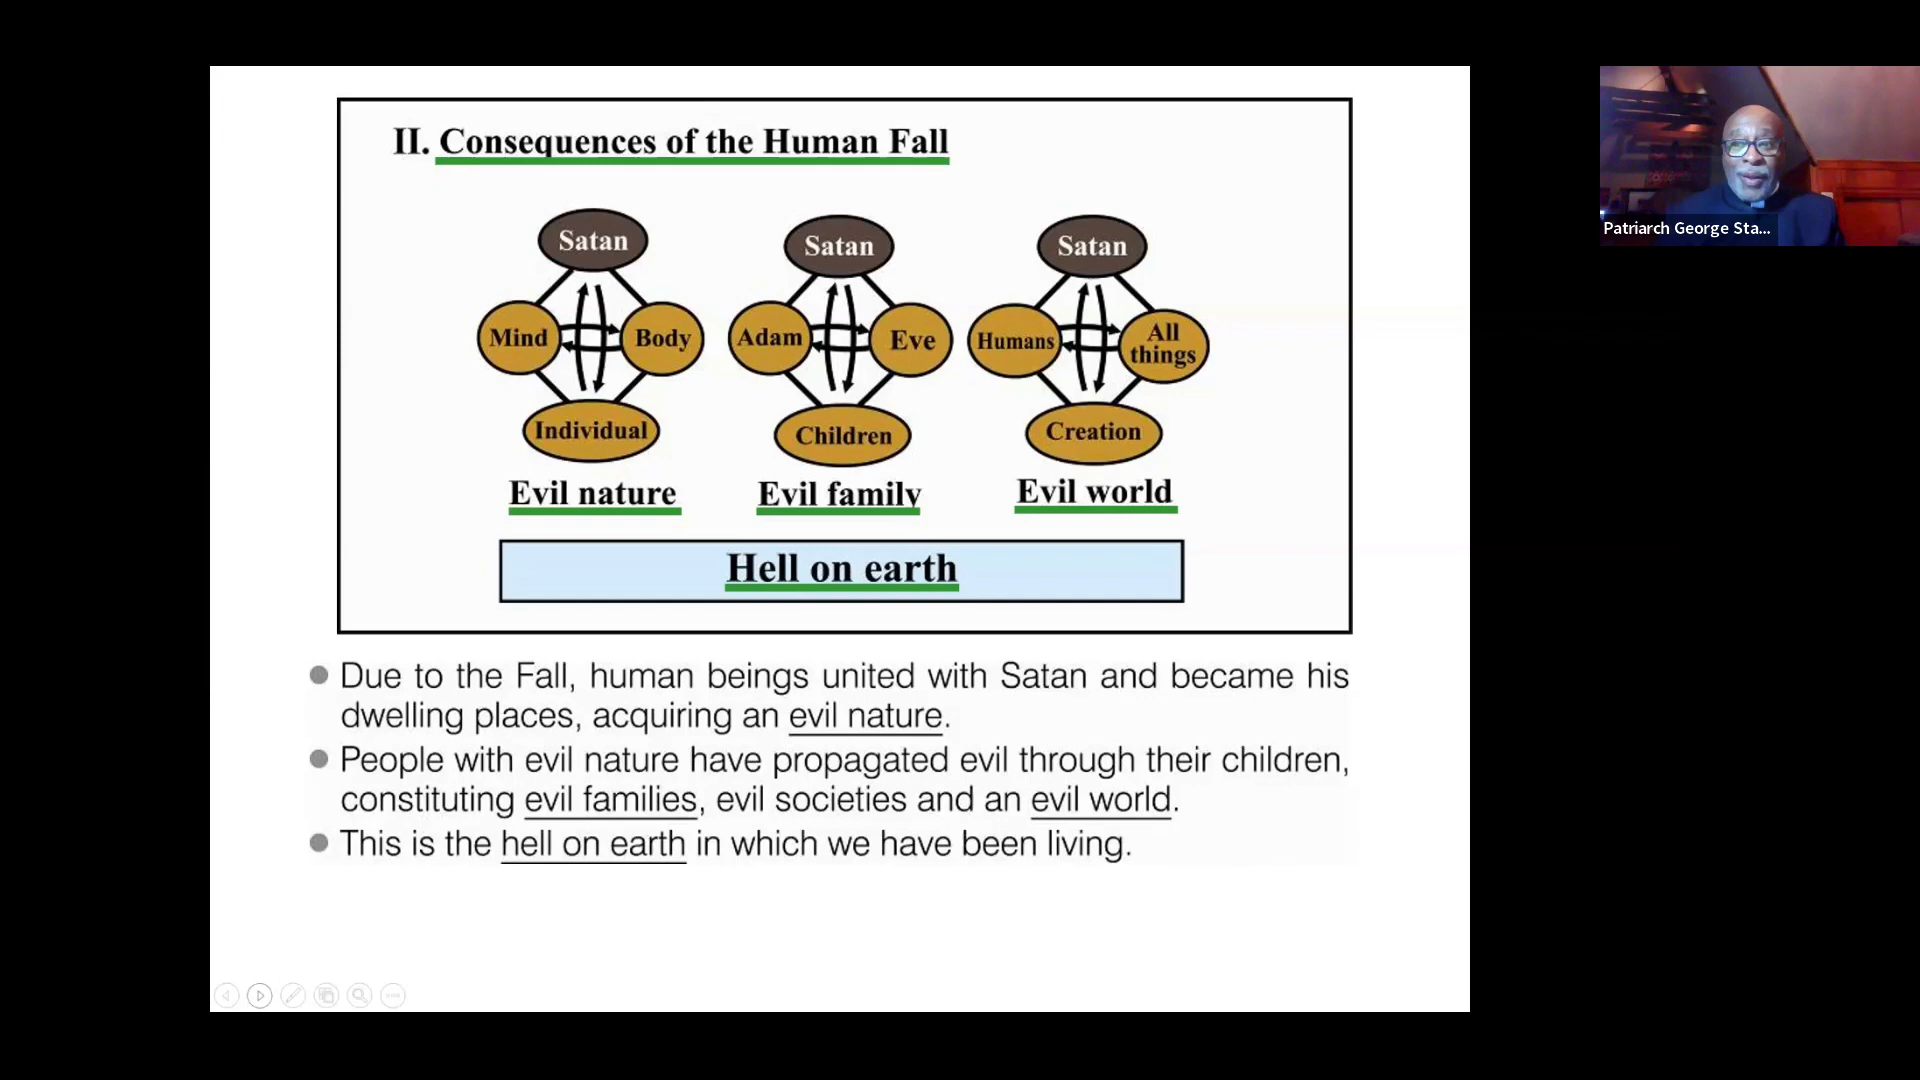 II. Consequences of the Human Fall
Satan
Mind
Body
Individual
Evil nature
Satan
Adam
Eve
Children
Evil family
Satan
Humans
All
things
Creation
Evil world
Hell on earth
Due to the Fall, human beings united with Satan and became his
dwelling places, acquiring an evil nature.
People with evil nature have propagated evil through their children,
constituting evil families, evil societies and an evil world.
This is the hell on earth in which we have been living.
Patriarch George Sta...